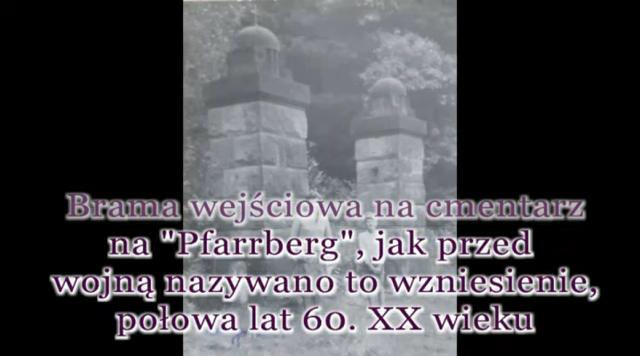 Brama wejściowa na cmentarz
na "Pfarrberg", jak przed
wojną nazywano to wzniesienie,
połowa lat 60. XX wieku